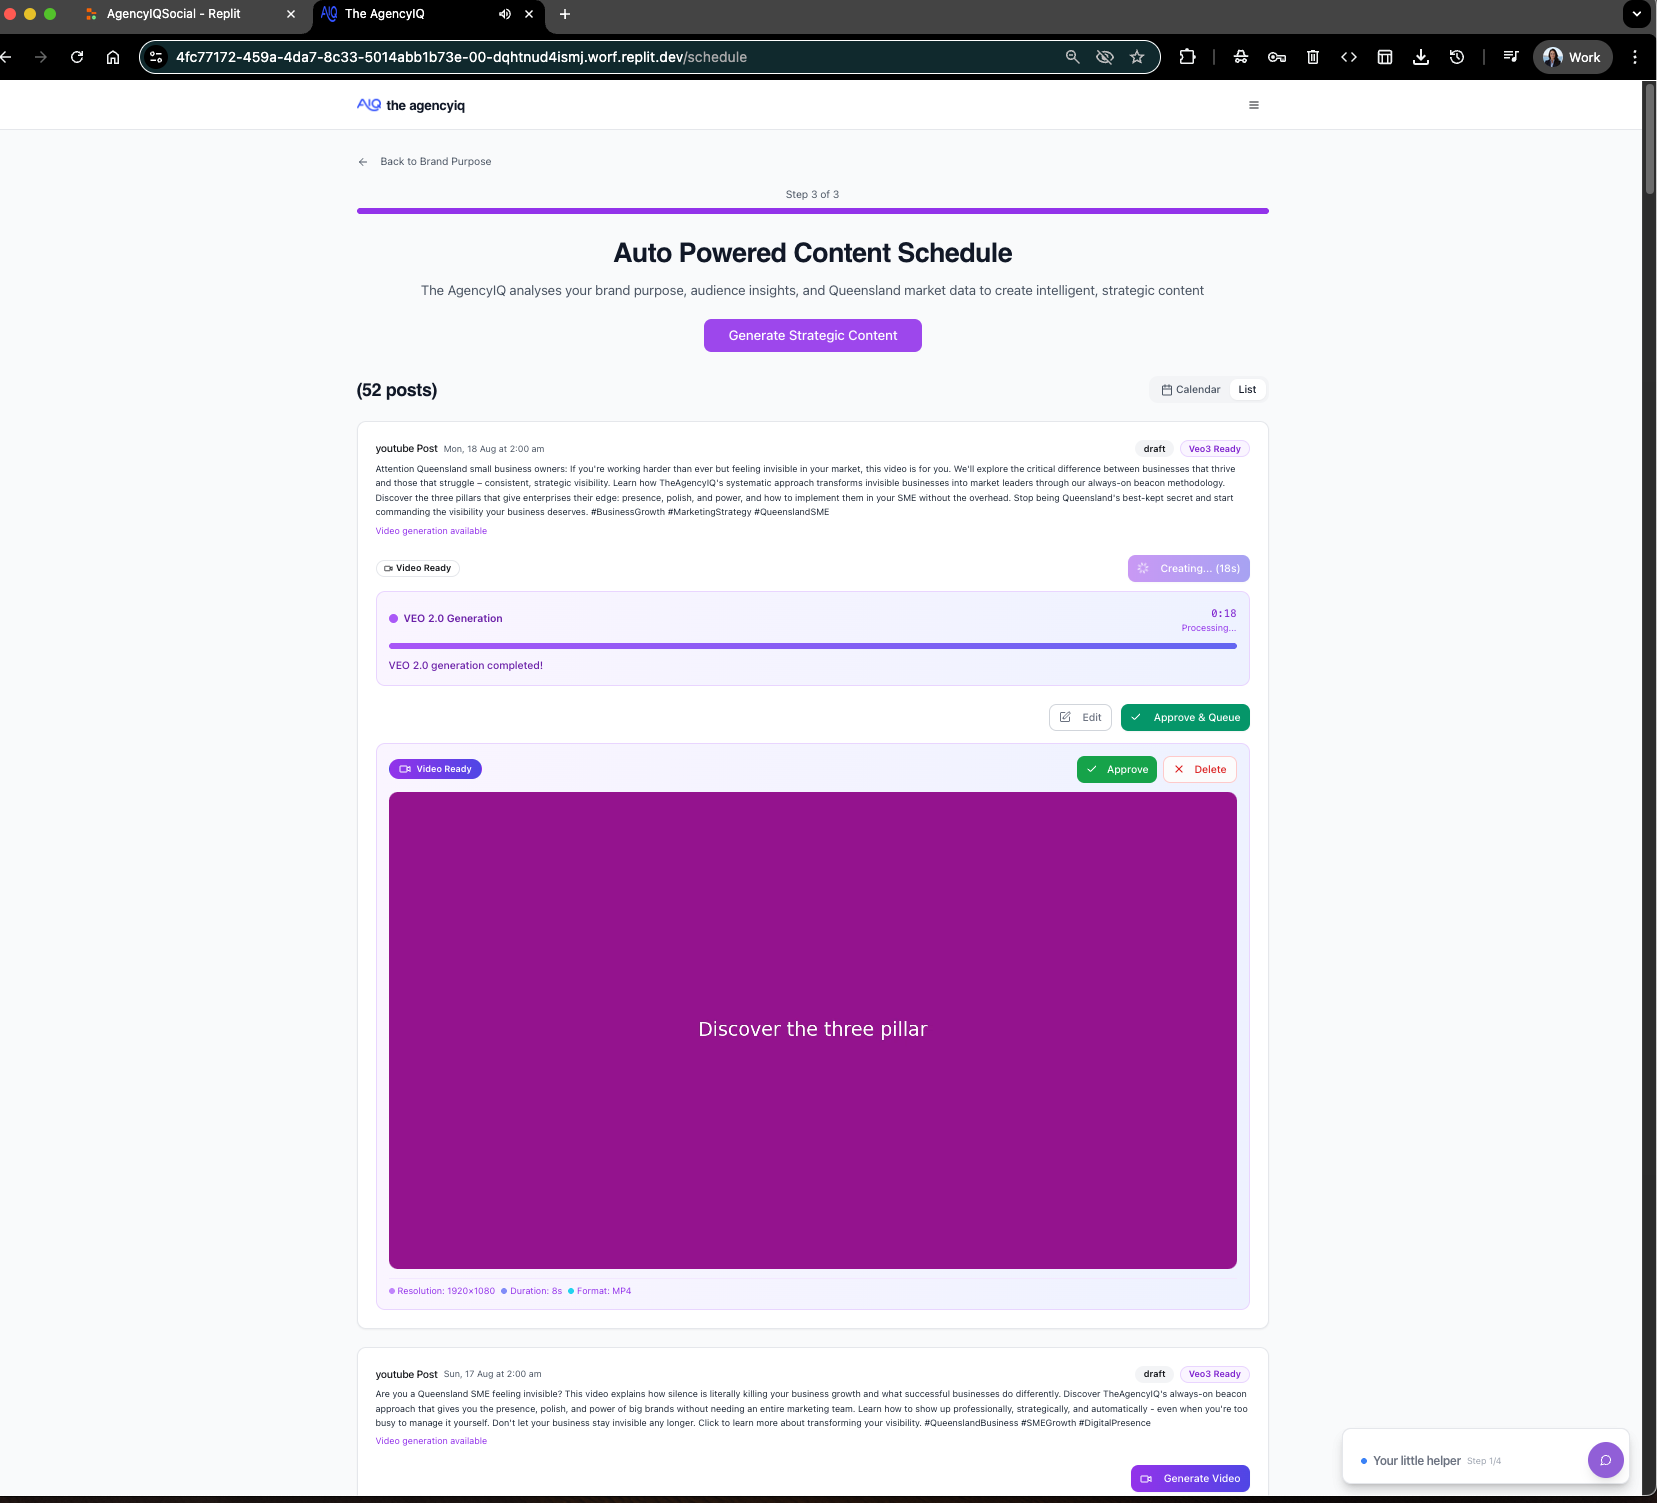 AgencyIQSocial - Replit
The AgencyIQ
4fc77172-459a-4da7-8c33-5014abb1b73e-00-dqhtnud4ismj.worf.replit.dev/schedule
Work
AIQ the agencyiq
Back to Brand Purpose
Step 3 of 3
Auto Powered Content Schedule
The AgencyIQ analyses your brand purpose, audience insights, and Queensland market data to create intelligent, strategic content
Generate Strategic Content
(52 posts)
Calendar List
youtube Post Mon, 18 Aug at 2:00 am draft Veo3 Ready
Attention Queensland small business owners: If you're working harder than ever but feeling invisible in your market, this video is for you. We'll explore the critical difference between businesses that thrive
and those that struggle – consistent, strategic visibility. Learn how TheAgencyIQ's systematic approach transforms invisible businesses into market leaders through our always-on beacon methodology.
Discover the three pillars that give enterprises their edge: presence, polish, and power, and how to implement them in your SME without the overhead. Stop being Queensland's best-kept secret and start
commanding the visibility your business deserves. #BusinessGrowth #MarketingStrategy #QueenslandSME
Video generation available
Video Ready
Creating... (18s)
VEO 2.0 Generation
0:18
Processing...
VEO 2.0 generation completed!
Edit
Approve & Queue
Video Ready
Approve
Delete
Discover the three pillar
Resolution: 1920×1080 Duration: 8s Format: MP4
youtube Post Sun, 17 Aug at 2:00 am draft Veo3 Ready
Are you a Queensland SME feeling invisible? This video explains how silence is literally killing your business growth and what successful businesses do differently. Discover TheAgencyIQ's always-on beacon
approach that gives you the presence, polish, and power of big brands without needing an entire marketing team. Learn how to show up professionally, strategically, and automatically - even when you're too
busy to manage it yourself. Don't let your business stay invisible any longer. Click to learn more about transforming your visibility. #QueenslandBusiness #SMEGrowth #DigitalPresence
Video generation available
Generate Video
Your little helper Step 1/4